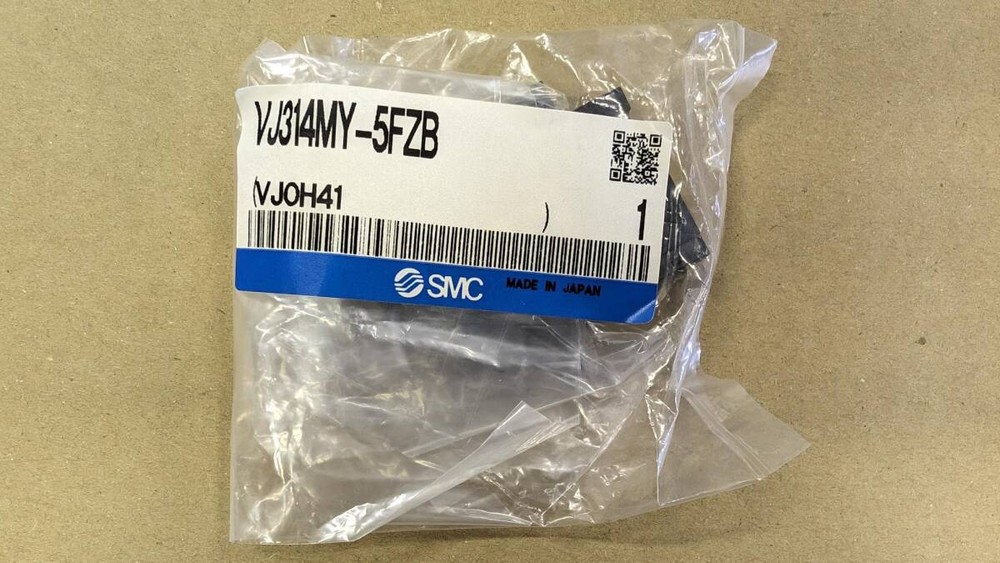 VJ314MY-5FZB
(VJOH41 )
1
SMC MADE IN JAPAN